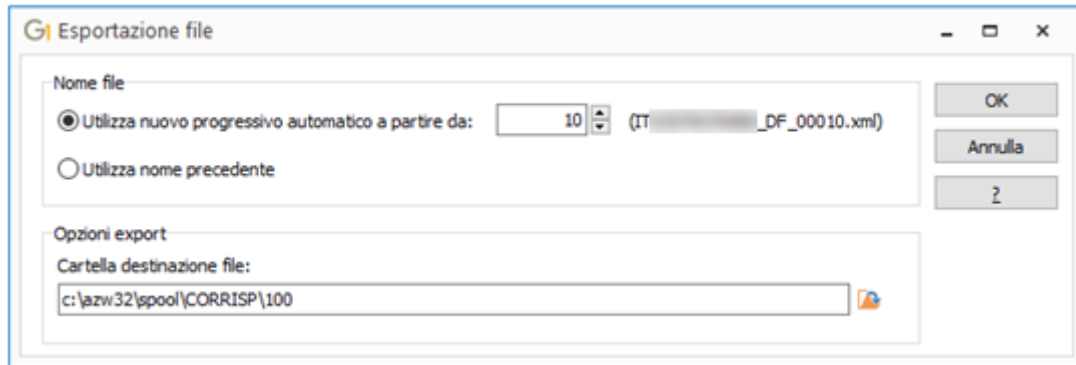 G1 Esportazione file
Nome file
Utilizza nuovo progressivo automatico a partire da: 10 (IT _DF_00010.xml)
Utilizza nome precedente
OK
Annulla
?
Opzioni export
Cartella destinazione file:
c:\azw32\spool\CORRISP\100